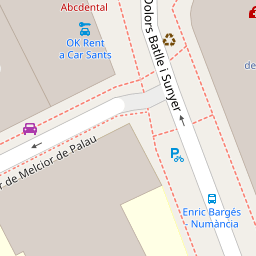 Abcdental
OK Rent
a Car Sants
Dolors Batlle i Sunyer
de Melcior de Palau
Enric Bargés
- Numància